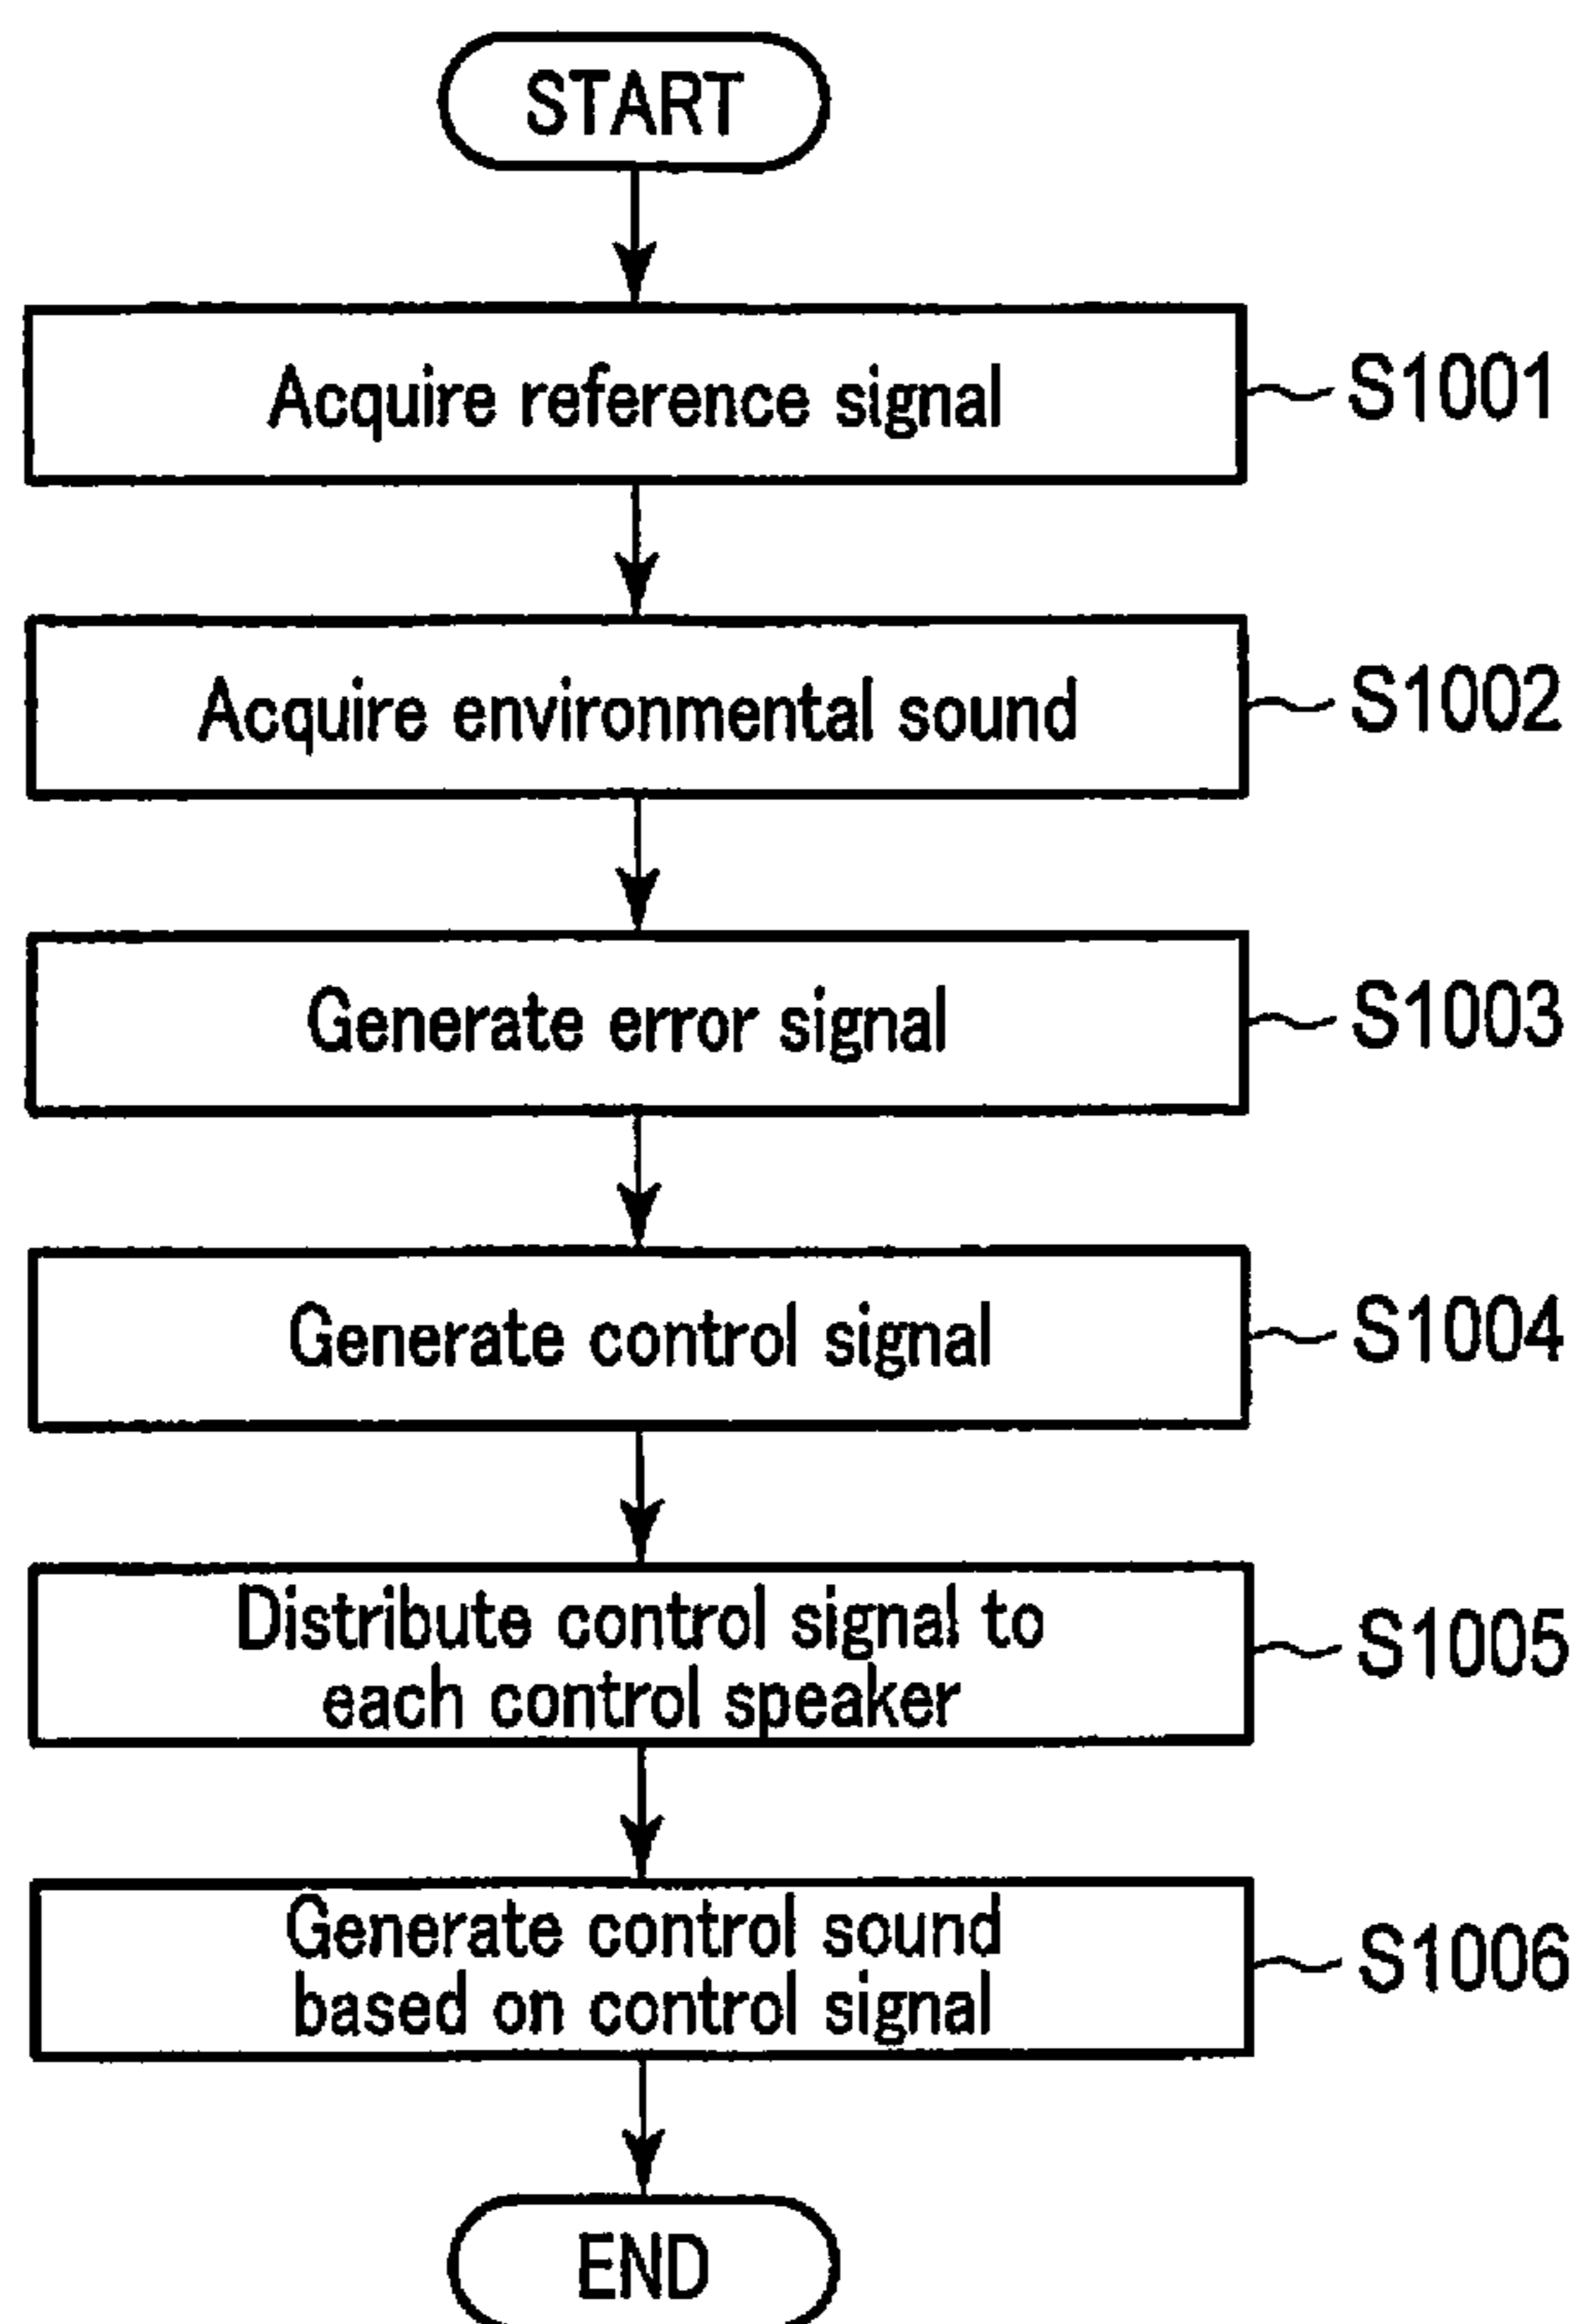 START
Acquire reference signal
S1001
Acquire environmental sound
S1002
Generate error signal
S1003
Generate control signal
S1004
Distribute control signal to
each control speaker
S1005
Generate control sound
based on control signal
S1006
END